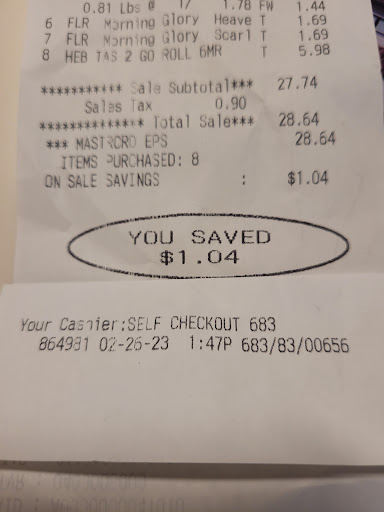 0.81 Lbs @ 1/ 1.78 FW 1.44
6 FLR Morning Glory Heave T 1.69
7 FLR Morning Glory Scarl T 1.69
8 HEB TAS 2 GO ROLL 6MR T 5.98
*********** Sale Subtotal*** 27.74
Sales Tax 0.90
************* Total Sale*** 28.64
*** MASTRCRD EPS 28.64
ITEMS PURCHASED: 8
ON SALE SAVINGS : $1.04
YOU SAVED
$1.04
Your Cashier:SELF CHECKOUT 683
864981 02-26-23 1:47P 683/83/00656